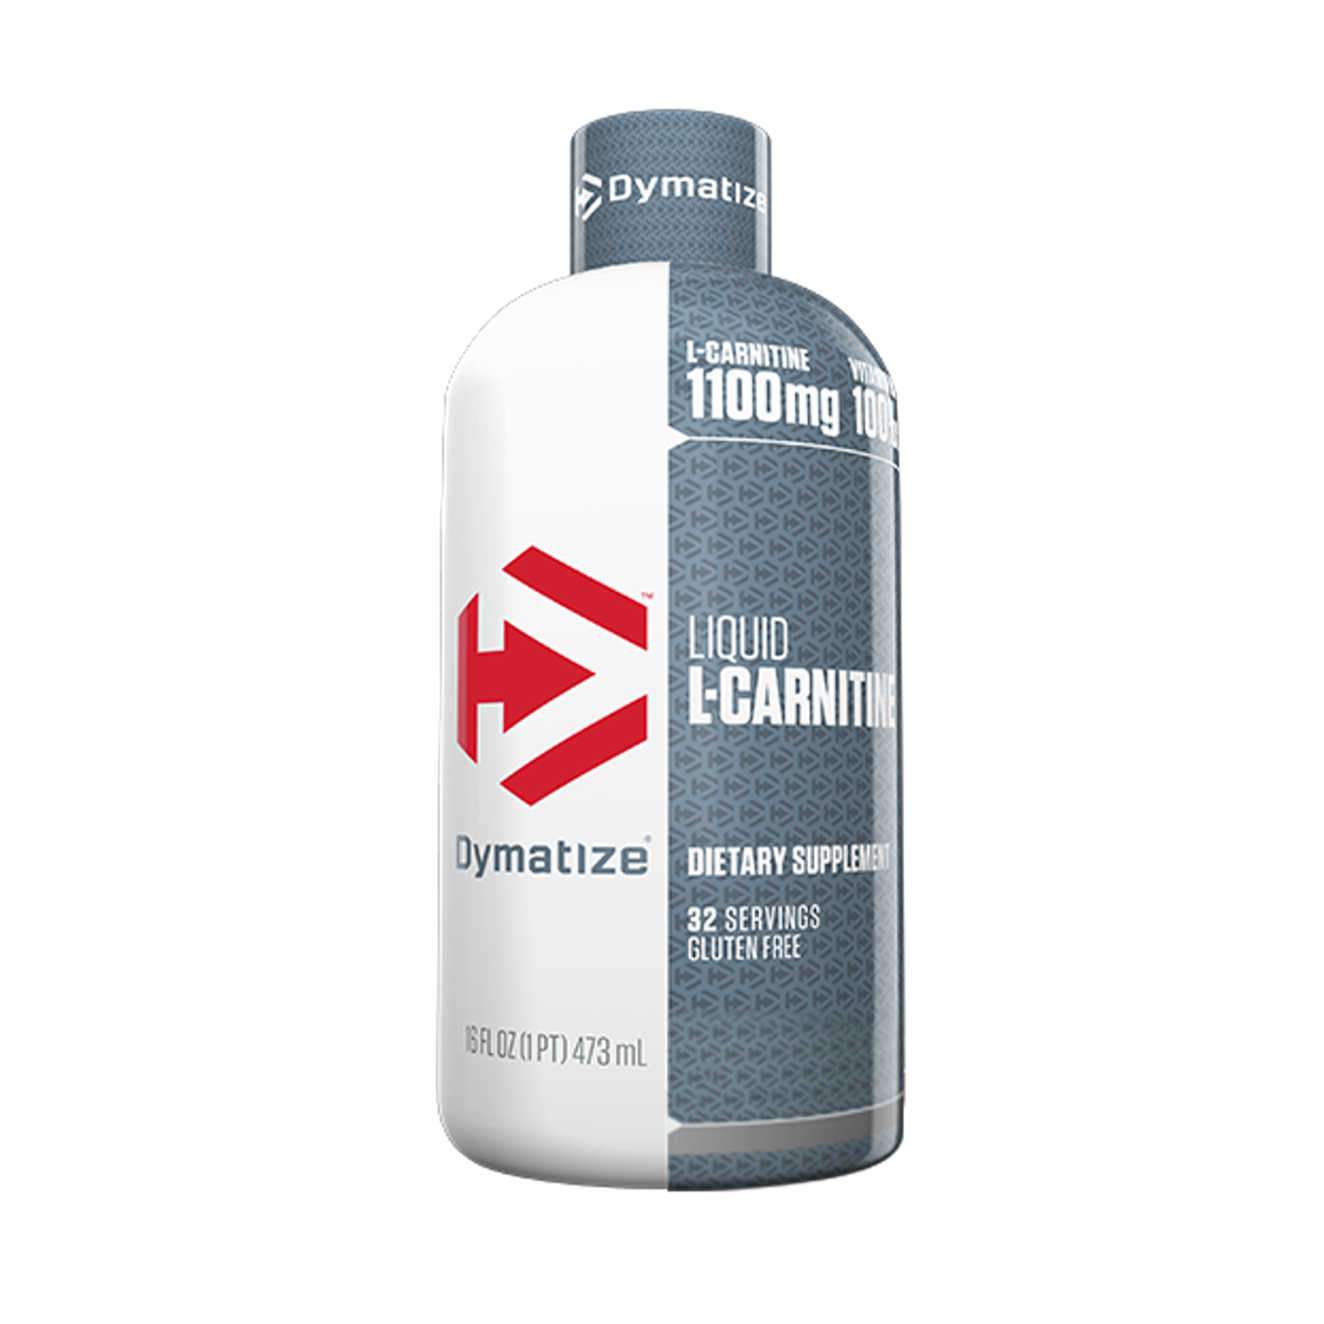 Dymatize
L-CARNITINE
1100mg
LIQUID
L-CARNITINE
™
Dymatize®
DIETARY SUPPLEMENT
32 SERVINGS
GLUTEN FREE
16 FL OZ (1 PT) 473 mL